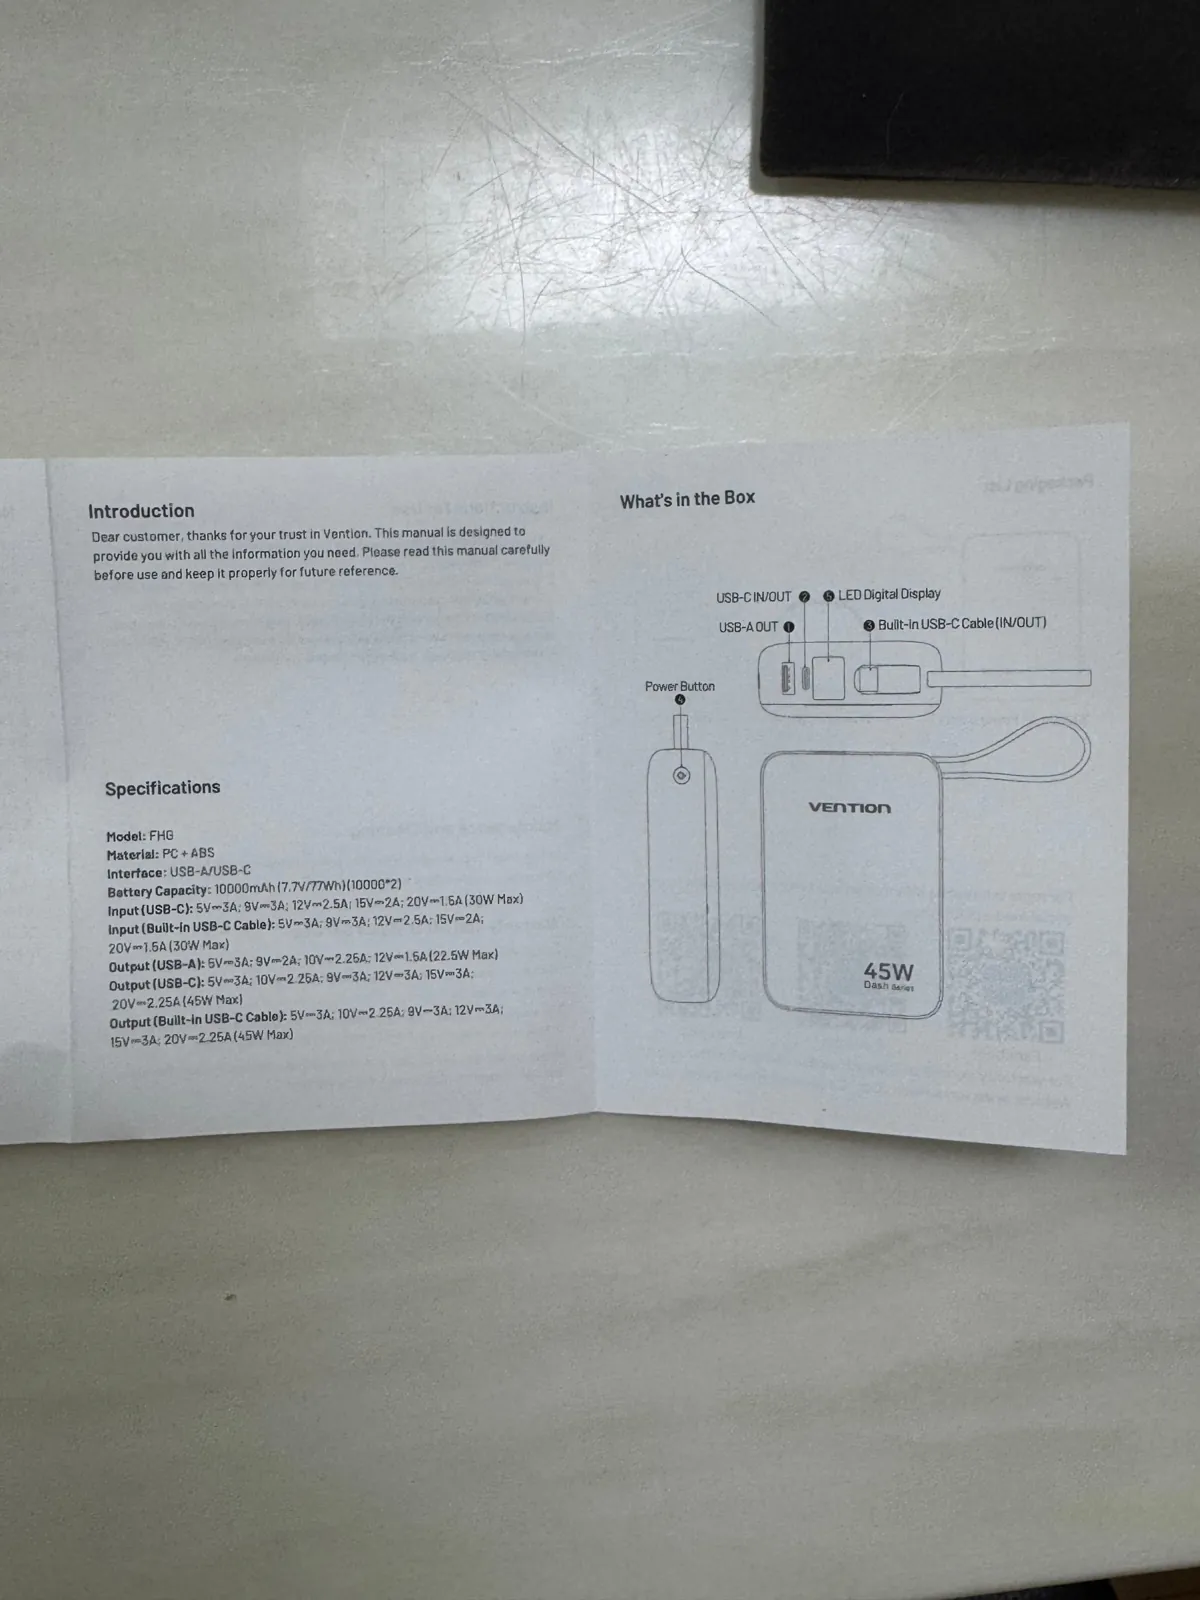 Introduction
Dear customer, thanks for your trust in Vention. This manual is designed to
provide you with all the information you need. Please read this manual carefully
before use and keep it properly for future reference.
Specifications
Model: FHG
Material: PC + ABS
Interface: USB-A/USB-C
Battery Capacity: 10000mAh (7.7V/77Wh)(10000*2)
Input (USB-C): 5V⎓3A; 9V⎓3A; 12V⎓2.5A; 15V⎓2A; 20V⎓1.5A (30W Max)
Input (Built-in USB-C Cable): 5V⎓3A; 9V⎓3A; 12V⎓2.5A; 15V⎓2A;
20V⎓1.5A (30W Max)
Output (USB-A): 5V⎓3A; 9V⎓2A; 10V⎓2.25A; 12V⎓1.5A (22.5W Max)
Output (USB-C): 5V⎓3A; 10V⎓2.25A; 9V⎓3A; 12V⎓3A; 15V⎓3A;
20V⎓2.25A (45W Max)
Output (Built-in USB-C Cable): 5V⎓3A; 10V⎓2.25A; 9V⎓3A; 12V⎓3A;
15V⎓3A; 20V⎓2.25A (45W Max)
What's in the Box
USB-C IN/OUT 2
5 LED Digital Display
USB-A OUT 1
3 Built-in USB-C Cable (IN/OUT)
Power Button
4
VENTION
45W
Dash Series